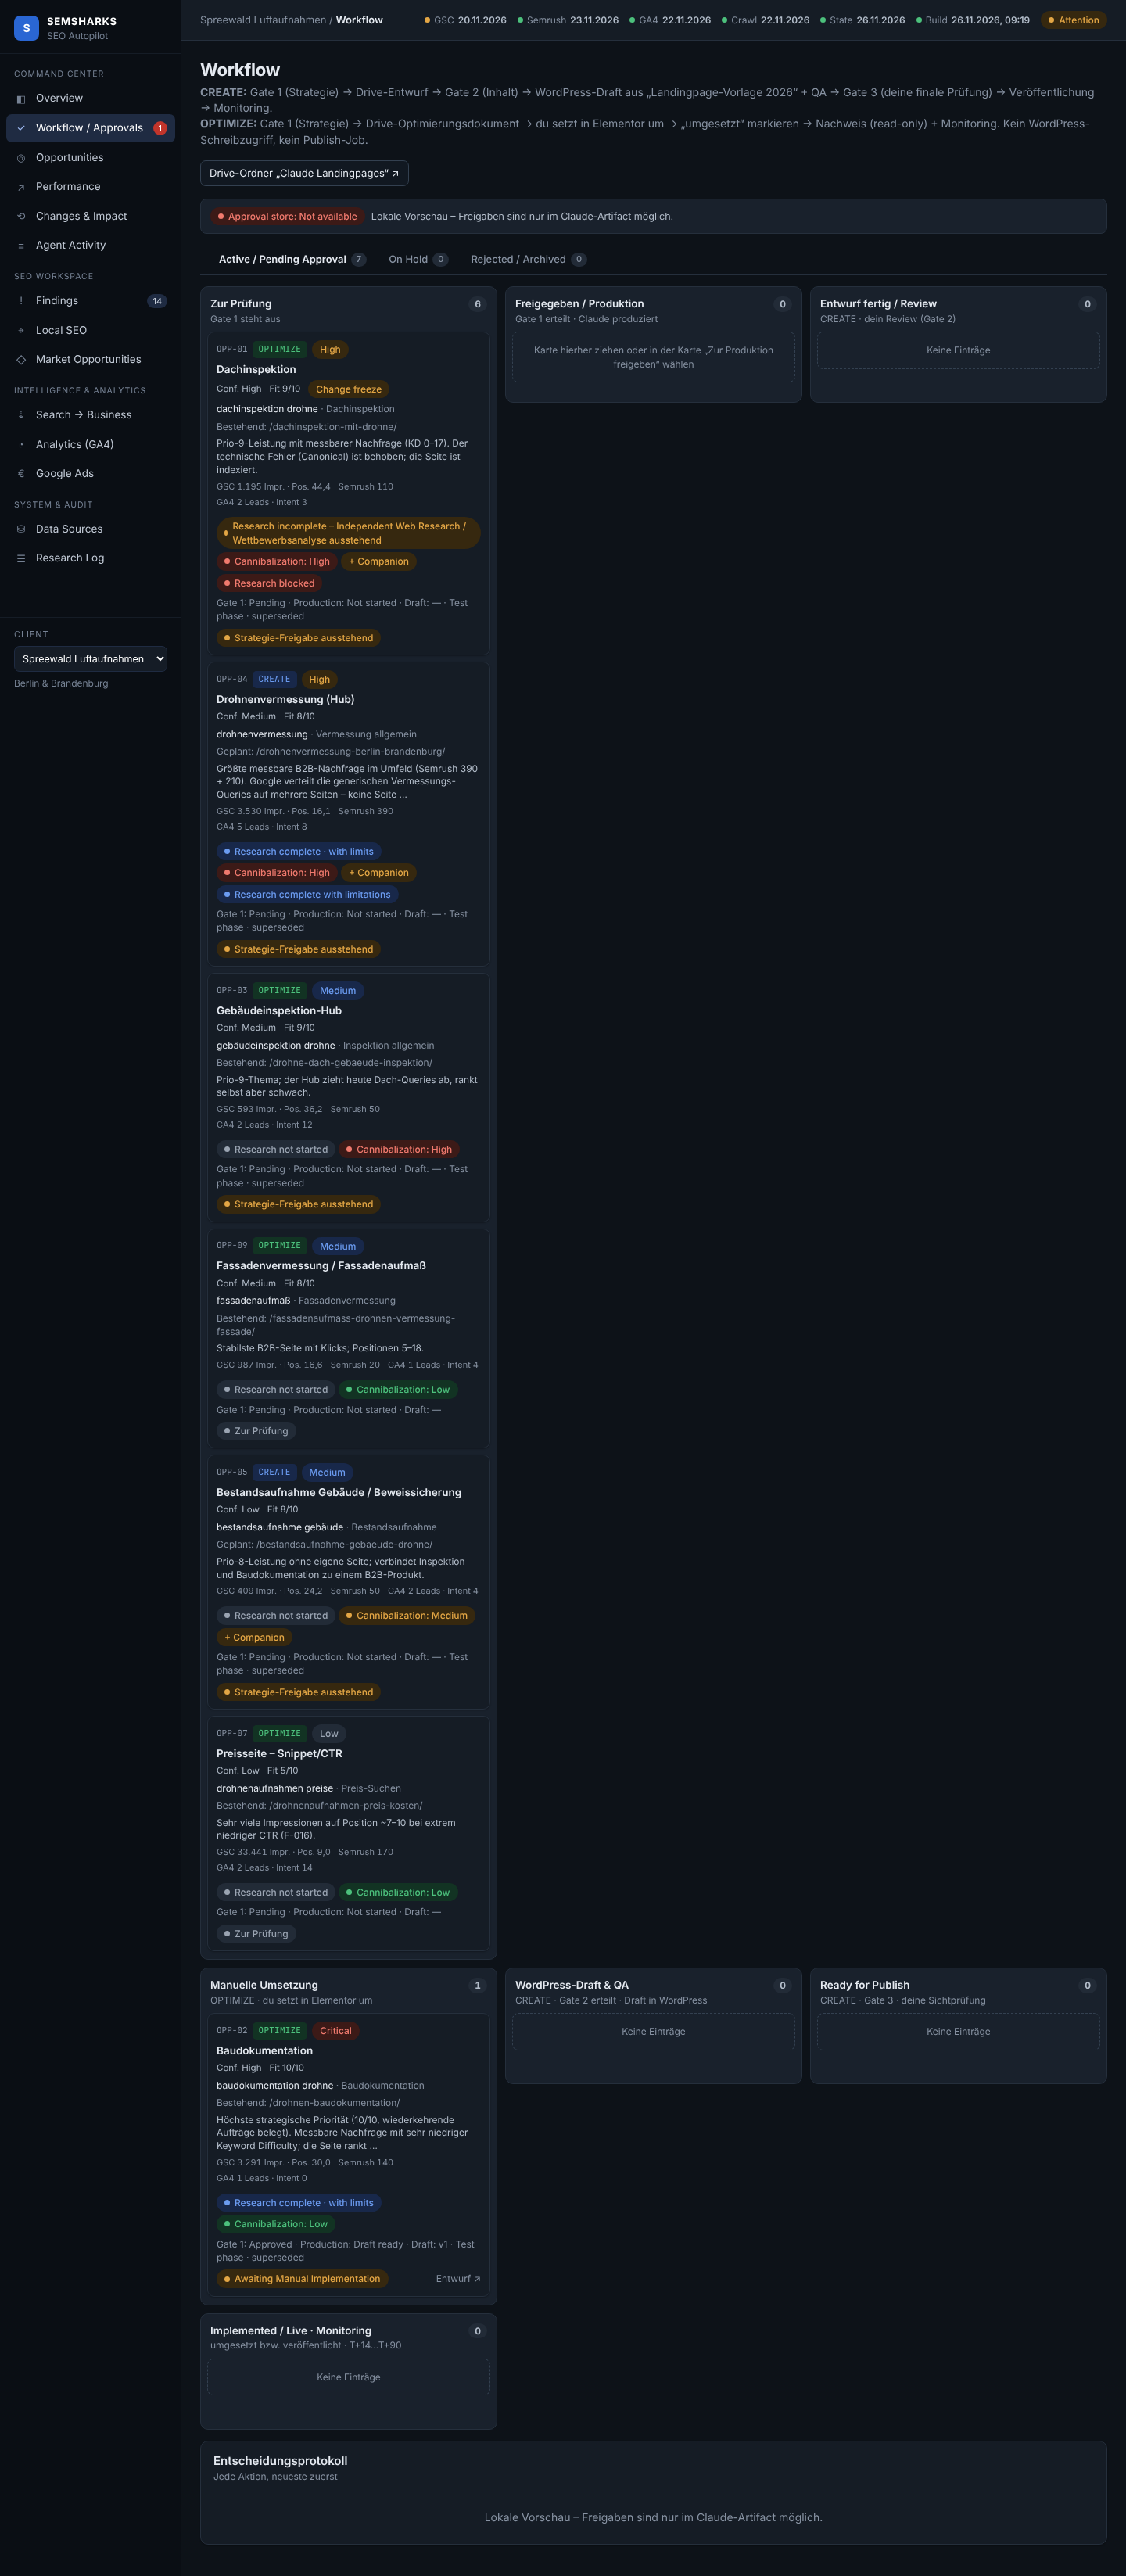 S
SEMSHARKS
SEO Autopilot
COMMAND CENTER
Overview
Workflow / Approvals 1
Opportunities
Performance
Changes & Impact
Agent Activity
SEO WORKSPACE
Findings 14
Local SEO
Market Opportunities
INTELLIGENCE & ANALYTICS
Search → Business
Analytics (GA4)
€ Google Ads
SYSTEM & AUDIT
Data Sources
Research Log
CLIENT
Spreewald Luftaufnahmen
Berlin & Brandenburg
Spreewald Luftaufnahmen / Workflow
GSC 20.11.2026 Semrush 23.11.2026 GA4 22.11.2026 Crawl 22.11.2026 State 26.11.2026 Build 26.11.2026, 09:19 Attention
Workflow
CREATE: Gate 1 (Strategie) → Drive-Entwurf → Gate 2 (Inhalt) → WordPress-Draft aus „Landingpage-Vorlage 2026“ + QA → Gate 3 (deine finale Prüfung) → Veröffentlichung
→ Monitoring.
OPTIMIZE: Gate 1 (Strategie) → Drive-Optimierungsdokument → du setzt in Elementor um → „umgesetzt“ markieren → Nachweis (read-only) + Monitoring. Kein WordPress-
Schreibzugriff, kein Publish-Job.
Drive-Ordner „Claude Landingpages“ ↗
Approval store: Not available Lokale Vorschau – Freigaben sind nur im Claude-Artifact möglich.
Active / Pending Approval 7 On Hold 0 Rejected / Archived 0
Zur Prüfung 6
Gate 1 steht aus
OPP-01 OPTIMIZE High
Dachinspektion
Conf. High Fit 9/10 Change freeze
dachinspektion drohne · Dachinspektion
Bestehend: /dachinspektion-mit-drohne/
Prio-9-Leistung mit messbarer Nachfrage (KD 0–17). Der
technische Fehler (Canonical) ist behoben; die Seite ist
indexiert.
GSC 1.195 Impr. · Pos. 44,4 Semrush 110
GA4 2 Leads · Intent 3
Research incomplete – Independent Web Research /
Wettbewerbsanalyse ausstehend
Cannibalization: High + Companion
Research blocked
Gate 1: Pending · Production: Not started · Draft: — · Test
phase · superseded
Strategie-Freigabe ausstehend
OPP-04 CREATE High
Drohnenvermessung (Hub)
Conf. Medium Fit 8/10
drohnenvermessung · Vermessung allgemein
Geplant: /drohnenvermessung-berlin-brandenburg/
Größte messbare B2B-Nachfrage im Umfeld (Semrush 390
+ 210). Google verteilt die generischen Vermessungs-
Queries auf mehrere Seiten – keine Seite ...
GSC 3.530 Impr. · Pos. 16,1 Semrush 390
GA4 5 Leads · Intent 8
Research complete · with limits
Cannibalization: High + Companion
Research complete with limitations
Gate 1: Pending · Production: Not started · Draft: — · Test
phase · superseded
Strategie-Freigabe ausstehend
OPP-03 OPTIMIZE Medium
Gebäudeinspektion-Hub
Conf. Medium Fit 9/10
gebäudeinspektion drohne · Inspektion allgemein
Bestehend: /drohne-dach-gebaeude-inspektion/
Prio-9-Thema; der Hub zieht heute Dach-Queries ab, rankt
selbst aber schwach.
GSC 593 Impr. · Pos. 36,2 Semrush 50
GA4 2 Leads · Intent 12
Research not started Cannibalization: High
Gate 1: Pending · Production: Not started · Draft: — · Test
phase · superseded
Strategie-Freigabe ausstehend
OPP-09 OPTIMIZE Medium
Fassadenvermessung / Fassadenaufmaß
Conf. Medium Fit 8/10
fassadenaufmaß · Fassadenvermessung
Bestehend: /fassadenaufmass-drohnen-vermessung-
fassade/
Stabilste B2B-Seite mit Klicks; Positionen 5–18.
GSC 987 Impr. · Pos. 16,6 Semrush 20 GA4 1 Leads · Intent 4
Research not started Cannibalization: Low
Gate 1: Pending · Production: Not started · Draft: —
Zur Prüfung
OPP-05 CREATE Medium
Bestandsaufnahme Gebäude / Beweissicherung
Conf. Low Fit 8/10
bestandsaufnahme gebäude · Bestandsaufnahme
Geplant: /bestandsaufnahme-gebaeude-drohne/
Prio-8-Leistung ohne eigene Seite; verbindet Inspektion
und Baudokumentation zu einem B2B-Produkt.
GSC 409 Impr. · Pos. 24,2 Semrush 50 GA4 2 Leads · Intent 4
Research not started Cannibalization: Medium
+ Companion
Gate 1: Pending · Production: Not started · Draft: — · Test
phase · superseded
Strategie-Freigabe ausstehend
OPP-07 OPTIMIZE Low
Preisseite – Snippet/CTR
Conf. Low Fit 5/10
drohnenaufnahmen preise · Preis-Suchen
Bestehend: /drohnenaufnahmen-preis-kosten/
Sehr viele Impressionen auf Position ~7–10 bei extrem
niedriger CTR (F-016).
GSC 33.441 Impr. · Pos. 9,0 Semrush 170
GA4 2 Leads · Intent 14
Research not started Cannibalization: Low
Gate 1: Pending · Production: Not started · Draft: —
Zur Prüfung
Freigegeben / Produktion 0
Gate 1 erteilt · Claude produziert
Karte hierher ziehen oder in der Karte „Zur Produktion
freigeben“ wählen
Entwurf fertig / Review 0
CREATE · dein Review (Gate 2)
Keine Einträge
Manuelle Umsetzung 1
OPTIMIZE · du setzt in Elementor um
OPP-02 OPTIMIZE Critical
Baudokumentation
Conf. High Fit 10/10
baudokumentation drohne · Baudokumentation
Bestehend: /drohnen-baudokumentation/
Höchste strategische Priorität (10/10, wiederkehrende
Aufträge belegt). Messbare Nachfrage mit sehr niedriger
Keyword Difficulty; die Seite rankt ...
GSC 3.291 Impr. · Pos. 30,0 Semrush 140
GA4 1 Leads · Intent 0
Research complete · with limits
Cannibalization: Low
Gate 1: Approved · Production: Draft ready · Draft: v1 · Test
phase · superseded
Awaiting Manual Implementation Entwurf ↗
WordPress-Draft & QA 0
CREATE · Gate 2 erteilt · Draft in WordPress
Keine Einträge
Ready for Publish 0
CREATE · Gate 3 · deine Sichtprüfung
Keine Einträge
Implemented / Live · Monitoring 0
umgesetzt bzw. veröffentlicht · T+14…T+90
Keine Einträge
Entscheidungsprotokoll
Jede Aktion, neueste zuerst
Lokale Vorschau – Freigaben sind nur im Claude-Artifact möglich.